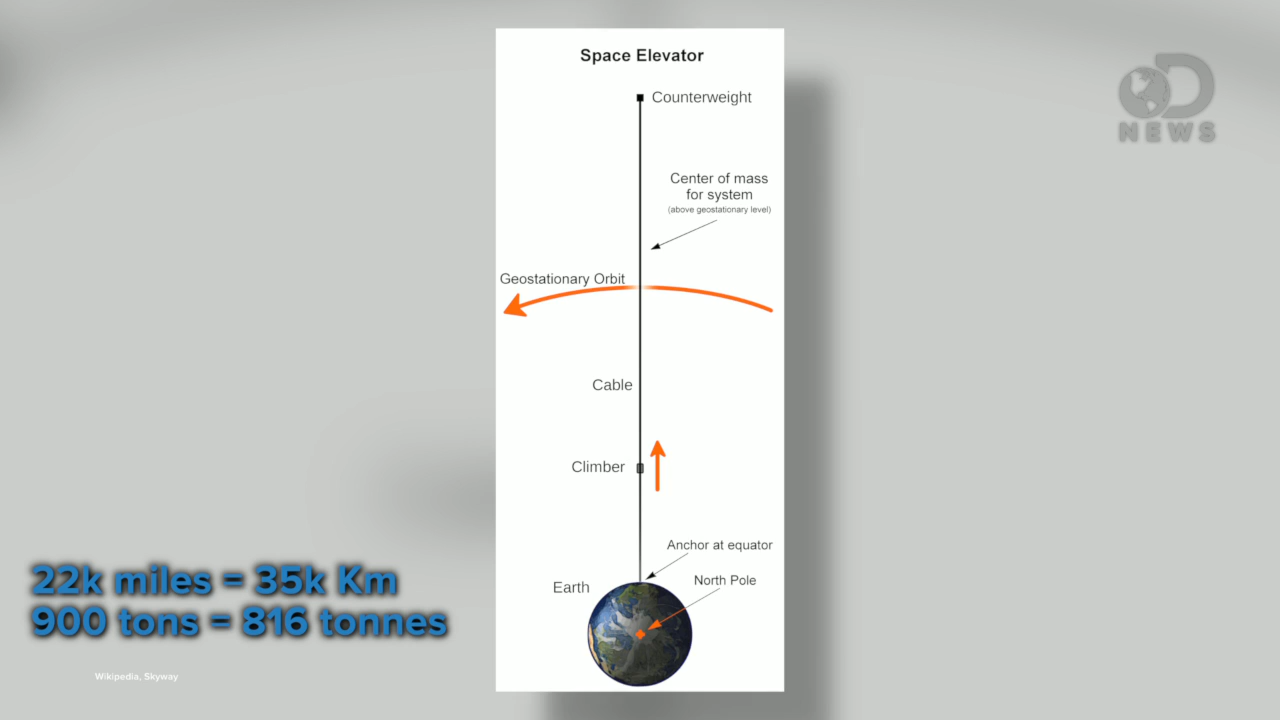 Space Elevator
Counterweight
Center of mass
for system
(above geostationary level)
Geostationary Orbit
Cable
Climber
Anchor at equator
North Pole
Earth
D
NEWS
22k miles = 35k Km
900 tons = 816 tonnes
Wikipedia, Skyway